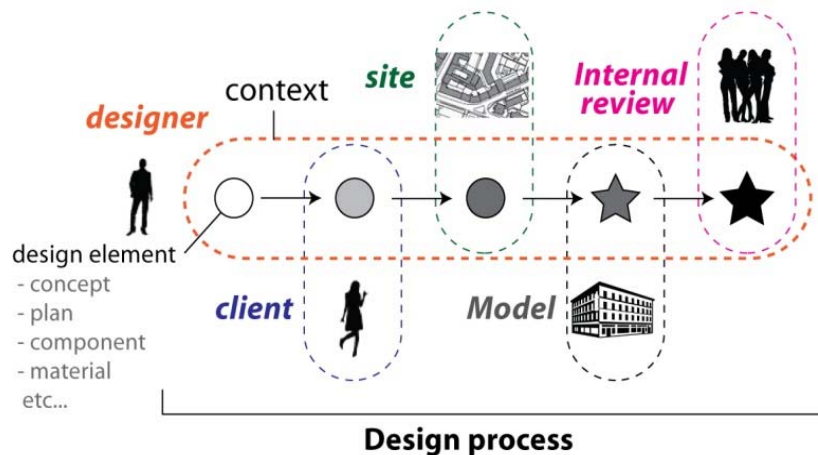 site
Internal
review
context
designer
design element
- concept
- plan
- component
- material
etc...
client
Model
Design process